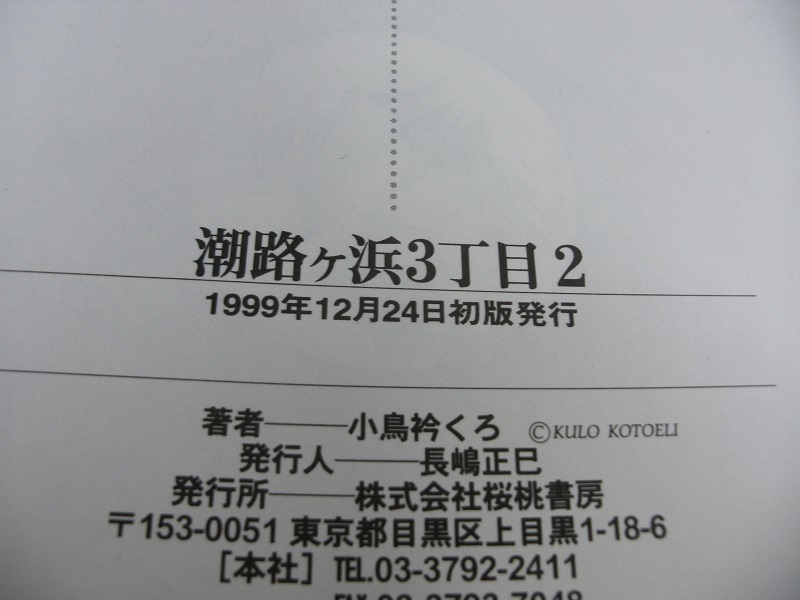 潮路ヶ浜3丁目2
1999年12月24日初版発行
著者―――小鳥衿くろ ©KULO KOTOELI
発行人―――長嶋正巳
発行所―――株式会社桜桃書房
〒153-0051 東京都目黒区上目黒1-18-6
［本社］TEL.03-3792-2411